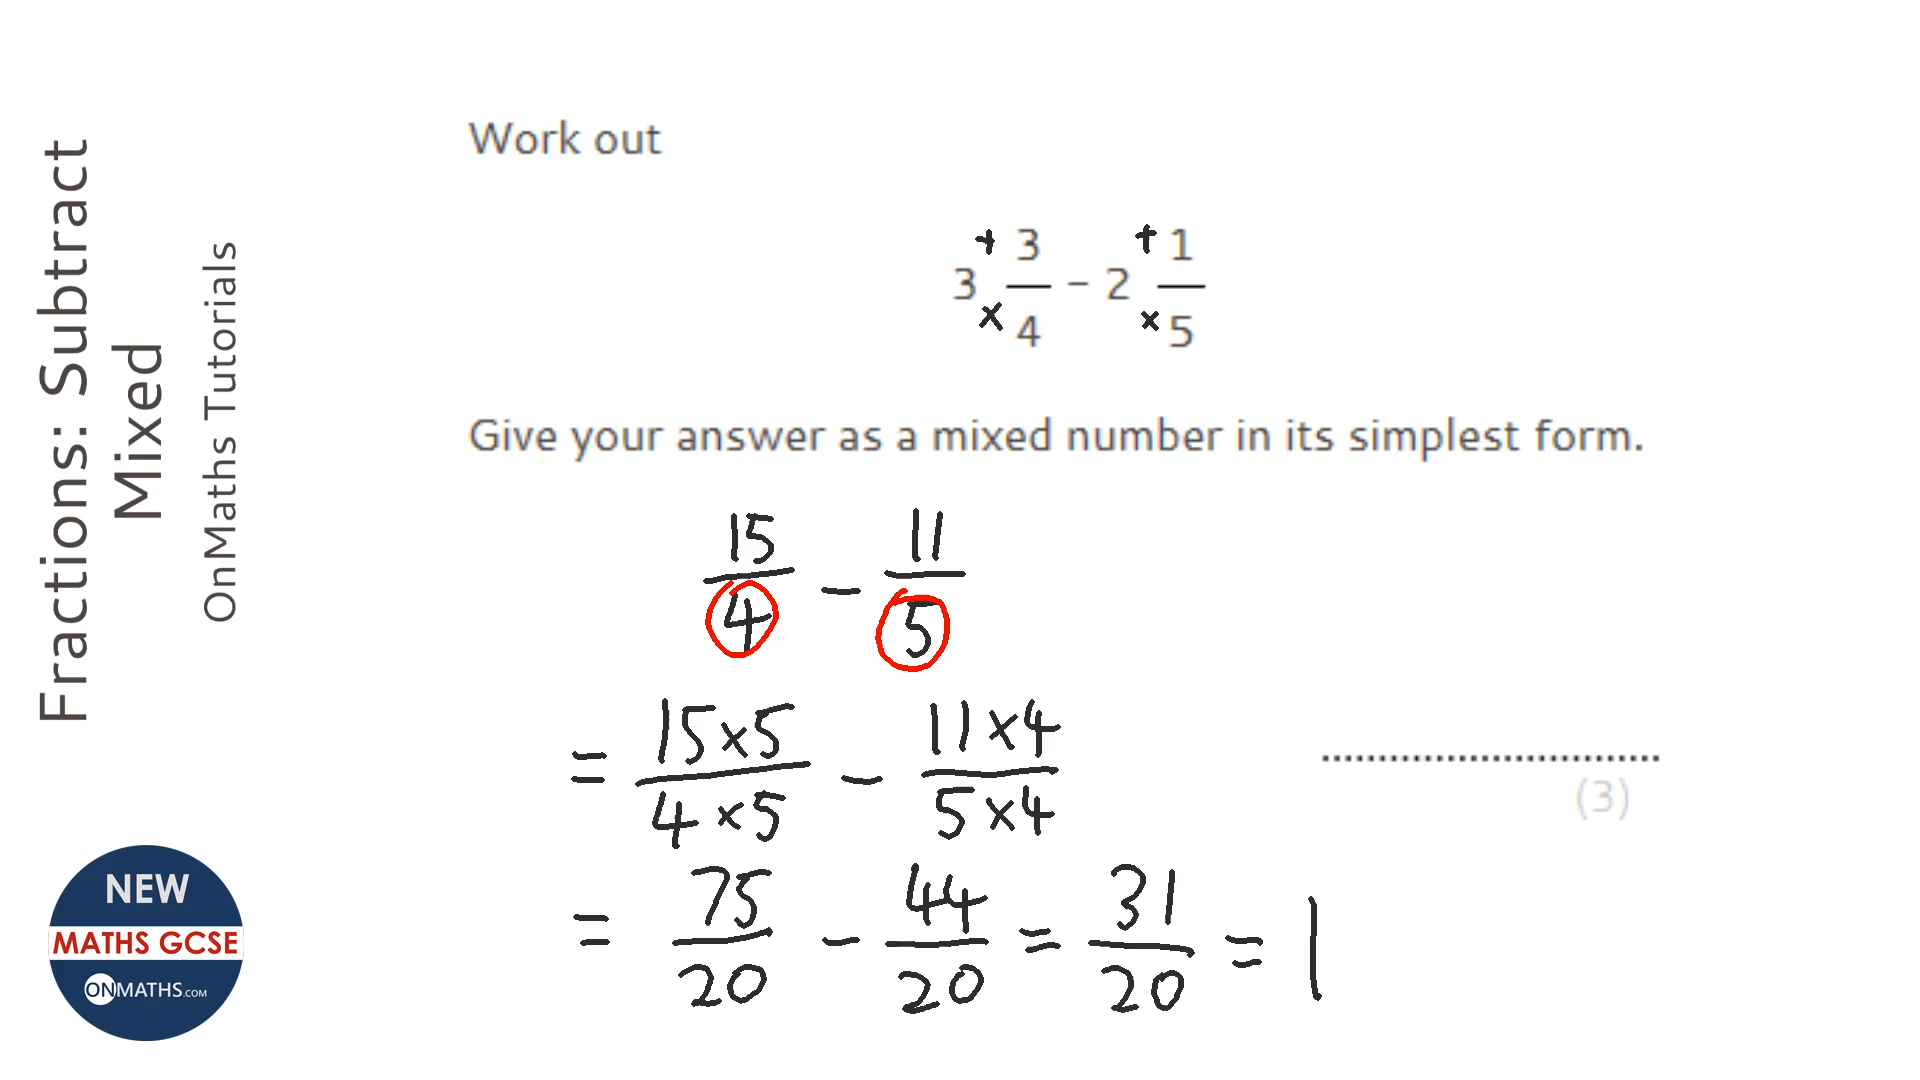 Fractions: Subtract
Mixed
OnMaths Tutorials
Work out
3 + 3/4 × - 2 + 1/5 ×
Give your answer as a mixed number in its simplest form.
15/4 - 11/5
= 15×5/4×5 - 11×4/5×4
(3)
= 75/20 - 44/20 = 31/20 = 1
NEW
MATHS GCSE
ONMATHS.COM